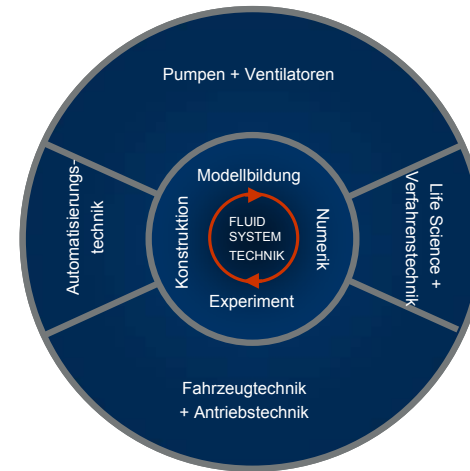 Pumpen + Ventilatoren
Automatisierungs-
technik
Modellbildung
Konstruktion
FLUID
SYSTEM
TECHNIK
Numerik
Experiment
Life Science +
Verfahrenstechnik
Fahrzeugtechnik
+ Antriebstechnik